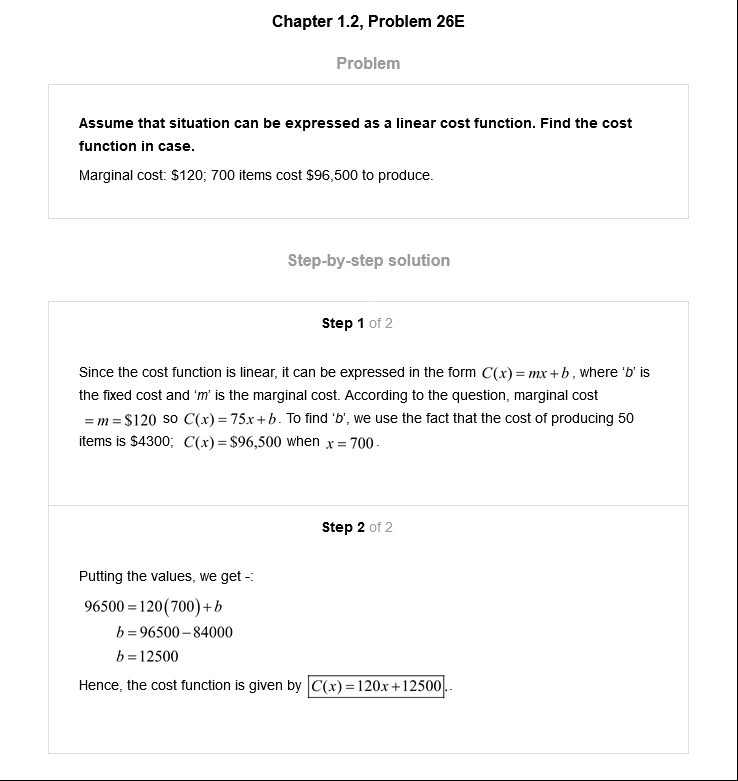 Chapter 1.2, Problem 26E
Problem
Assume that situation can be expressed as a linear cost function. Find the cost
function in case.
Marginal cost: $120; 700 items cost $96,500 to produce.
Step-by-step solution
Step 1 of 2
Since the cost function is linear, it can be expressed in the form C(x) = mx + b, where 'b' is
the fixed cost and 'm' is the marginal cost. According to the question, marginal cost
= m = $120 so C(x) = 75x + b. To find 'b', we use the fact that the cost of producing 50
items is $4300; C(x) = $96,500 when x = 700.
Step 2 of 2
Putting the values, we get -:
96500 = 120(700) + b
b = 96500 − 84000
b = 12500
Hence, the cost function is given by C(x) = 120x + 12500..